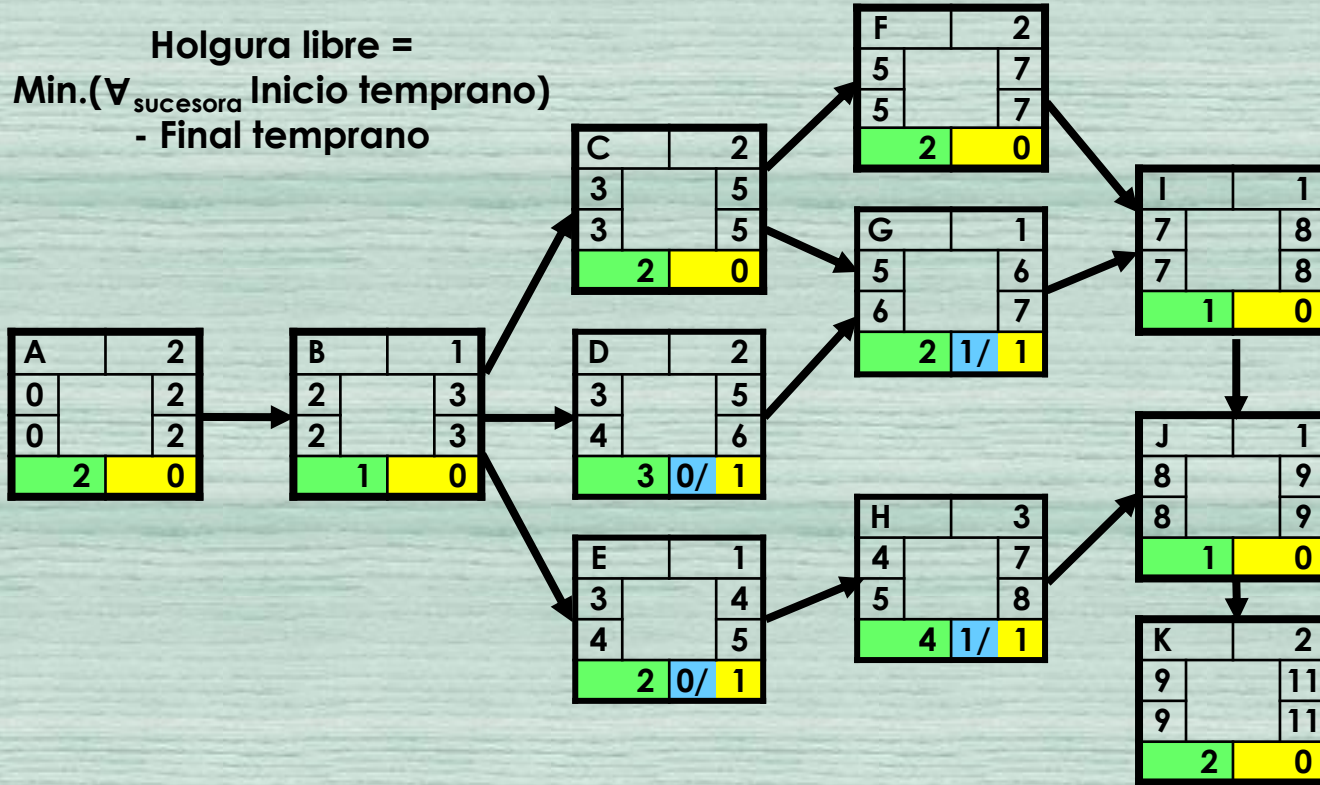 Holgura libre =
Min.(∀sucesora Inicio temprano)
- Final temprano
F 2
5 7
5 7
2 0
C 2
3 5
3 5
2 0
I 1
7 8
7 8
1 0
G 1
5 6
6 7
2 1/ 1
A 2
0 2
0 2
2 0
B 1
2 3
2 3
1 0
D 2
3 5
4 6
3 0/ 1
J 1
8 9
8 9
1 0
H 3
4 7
5 8
4 1/ 1
E 1
3 4
4 5
2 0/ 1
K 2
9 11
9 11
2 0